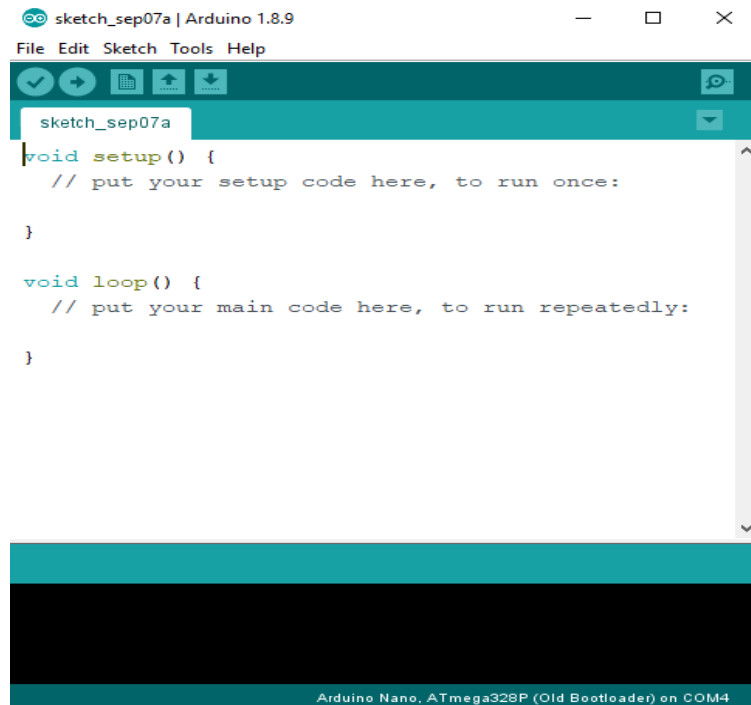 sketch_sep07a | Arduino 1.8.9
File Edit Sketch Tools Help
sketch_sep07a
void setup() {
  // put your setup code here, to run once:
}
void loop() {
  // put your main code here, to run repeatedly:
}
Arduino Nano, ATmega328P (Old Bootloader) on COM4